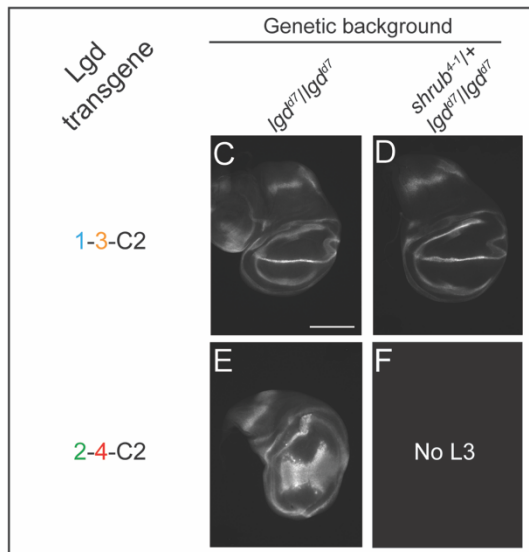 Genetic background
Lgd
transgene
lgd^d7/lgd^d7
shrub^4-1/+
lgd^d7/lgd^d7
C
D
1-3-C2
E
F
2-4-C2
No L3